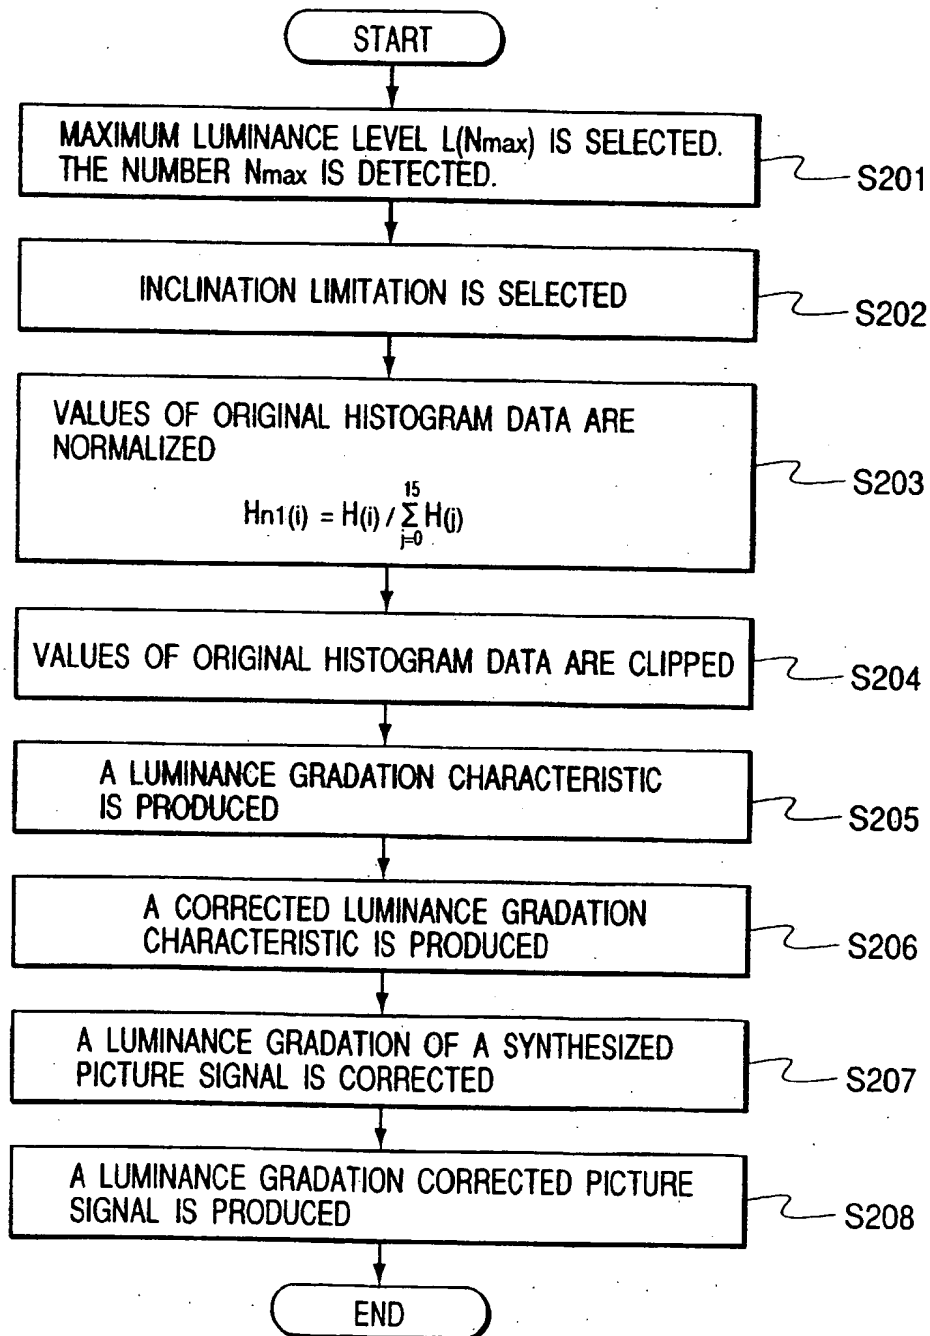 START
MAXIMUM LUMINANCE LEVEL L(Nmax) IS SELECTED.
THE NUMBER Nmax IS DETECTED.
S201
INCLINATION LIMITATION IS SELECTED
S202
VALUES OF ORIGINAL HISTOGRAM DATA ARE
NORMALIZED
Hn1(i) = H(i) / 15 Σ j=0 H(j)
S203
VALUES OF ORIGINAL HISTOGRAM DATA ARE CLIPPED
S204
A LUMINANCE GRADATION CHARACTERISTIC
IS PRODUCED
S205
A CORRECTED LUMINANCE GRADATION
CHARACTERISTIC IS PRODUCED
S206
A LUMINANCE GRADATION OF A SYNTHESIZED
PICTURE SIGNAL IS CORRECTED
S207
A LUMINANCE GRADATION CORRECTED PICTURE
SIGNAL IS PRODUCED
S208
END